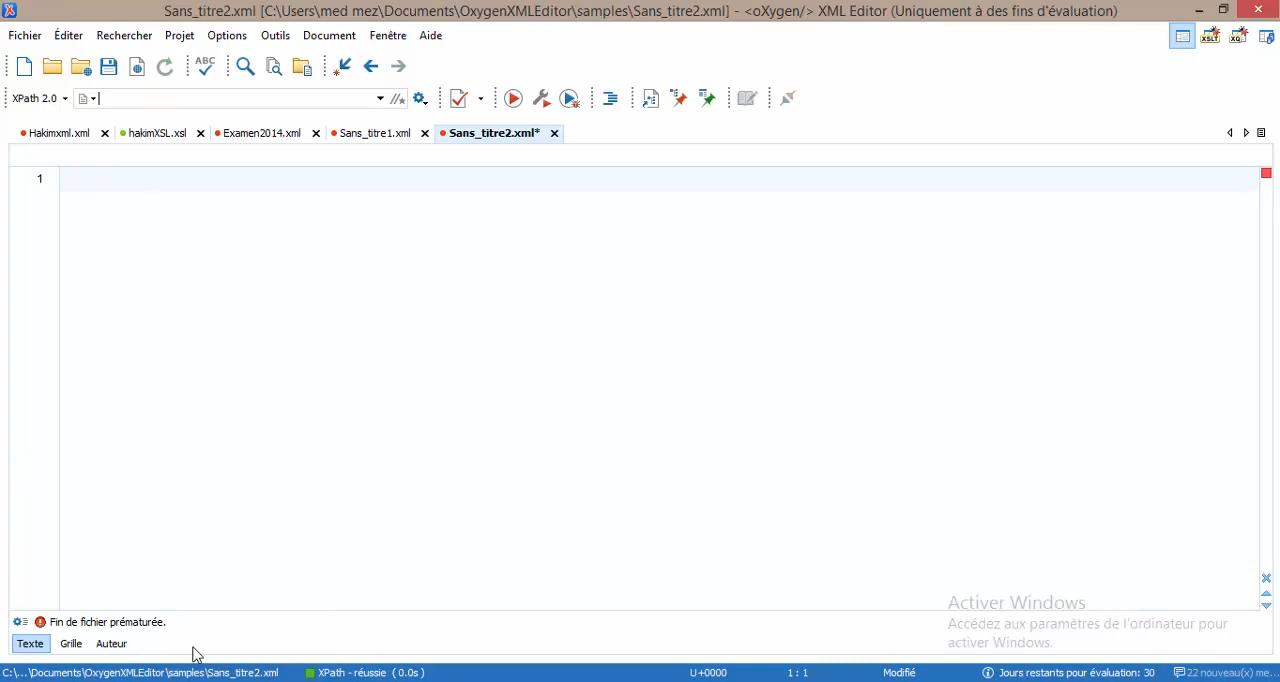 Sans_titre2.xml [C:\Users\med mez\Documents\OxygenXMLEditor\samples\Sans_titre2.xml] - <oXygen/> XML Editor (Uniquement à des fins d'évaluation)
Fichier Éditer Rechercher Projet Options Outils Document Fenêtre Aide
XSLT XQ
ABC
XPath 2.0
Hakimxml.xml hakimXSL.xsl Examen2014.xml Sans_titre1.xml Sans_titre2.xml*
1
Activer Windows
Accédez aux paramètres de l'ordinateur pour
activer Windows.
Fin de fichier prématurée.
Texte Grille Auteur
C:\...\Documents\OxygenXMLEditor\samples\Sans_titre2.xml XPath - réussie (0.0s) U+0000 1 : 1 Modifié Jours restants pour évaluation: 30 22 nouveau(x) me...